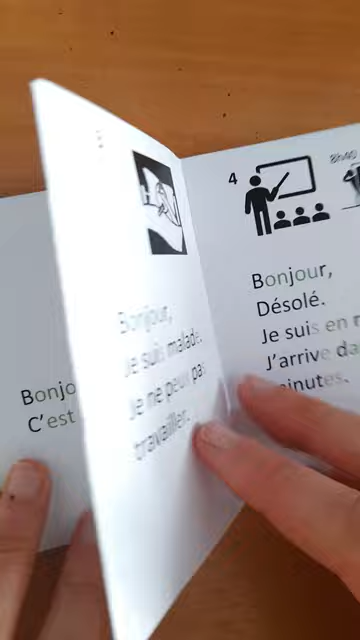 Bonjo
C'est
Bonjour,
Je suis malade.
Je ne peux pas
travailler.
4
8h40
Bonjour,
Désolé.
Je suis en r
J'arrive da
minutes.